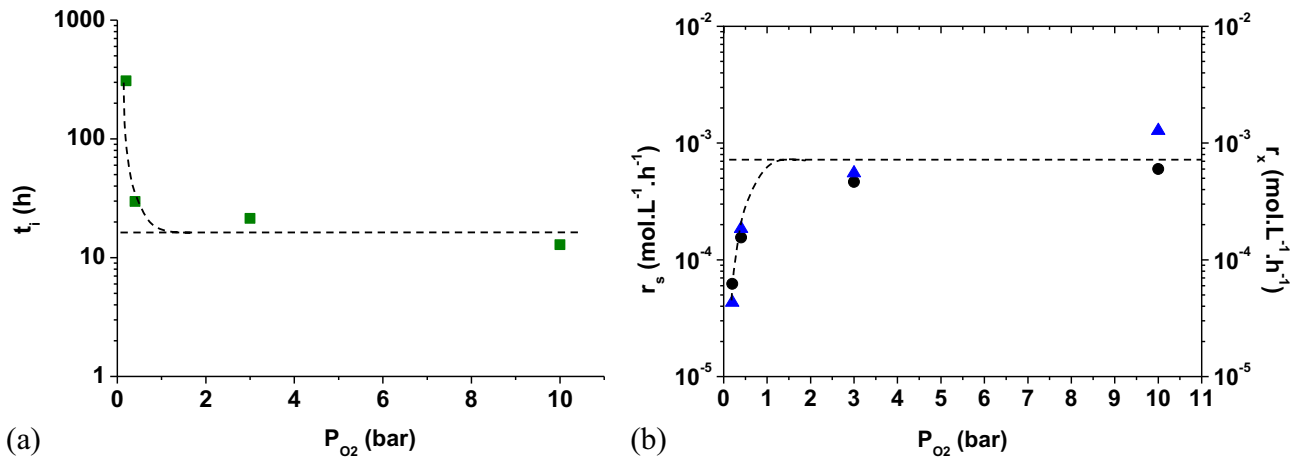 1000
100
10
1
t_i (h)
0 2 4 6 8 10
P_O2 (bar)
(a)
10^-2
10^-3
10^-4
10^-5
r_s (mol.L^-1.h^-1)
0 1 2 3 4 5 6 7 8 9 10 11
P_O2 (bar)
10^-2
10^-3
10^-4
10^-5
r_x (mol.L^-1.h^-1)
(b)